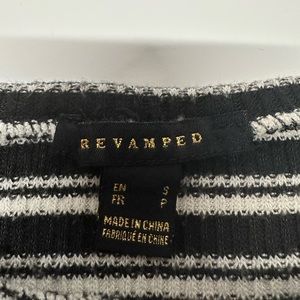 REVAMPED
EN S
FR P
MADE IN CHINA
FABRIQUÉ EN CHINE